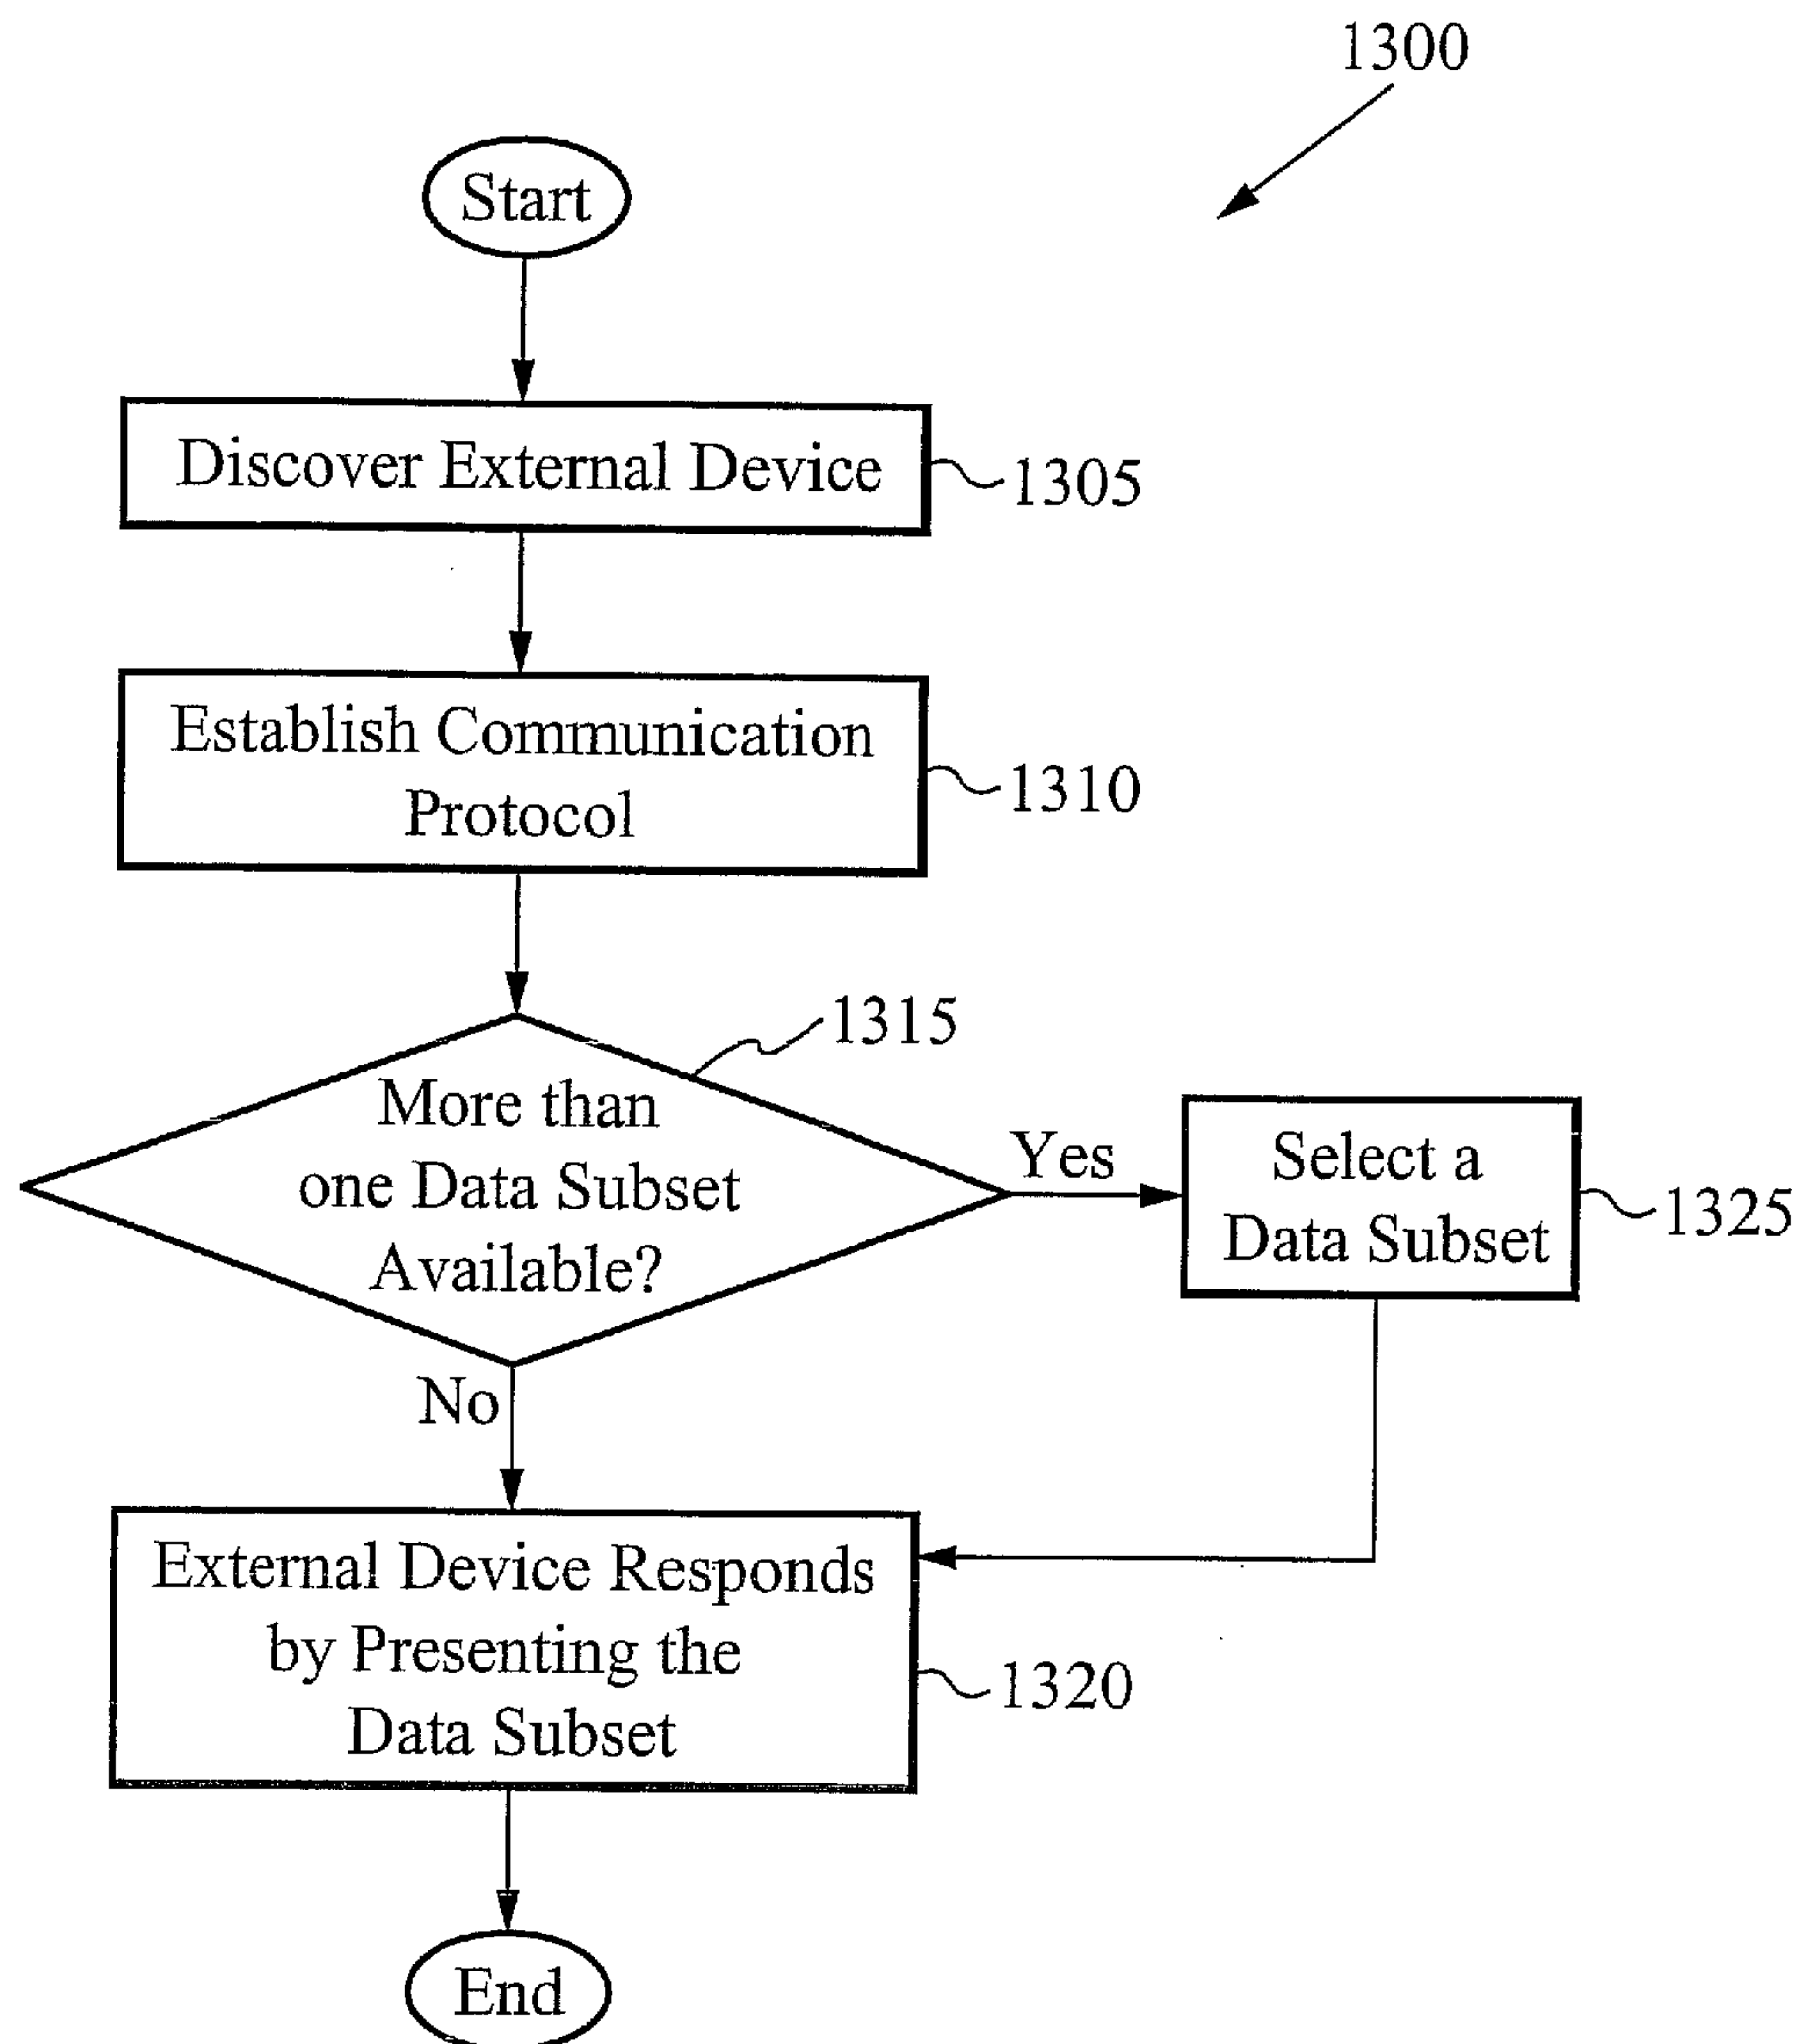 1300
Start
Discover External Device
1305
Establish Communication
Protocol
1310
1315
More than
one Data Subset
Available?
Yes
Select a
Data Subset
1325
No
External Device Responds
by Presenting the
Data Subset
1320
End